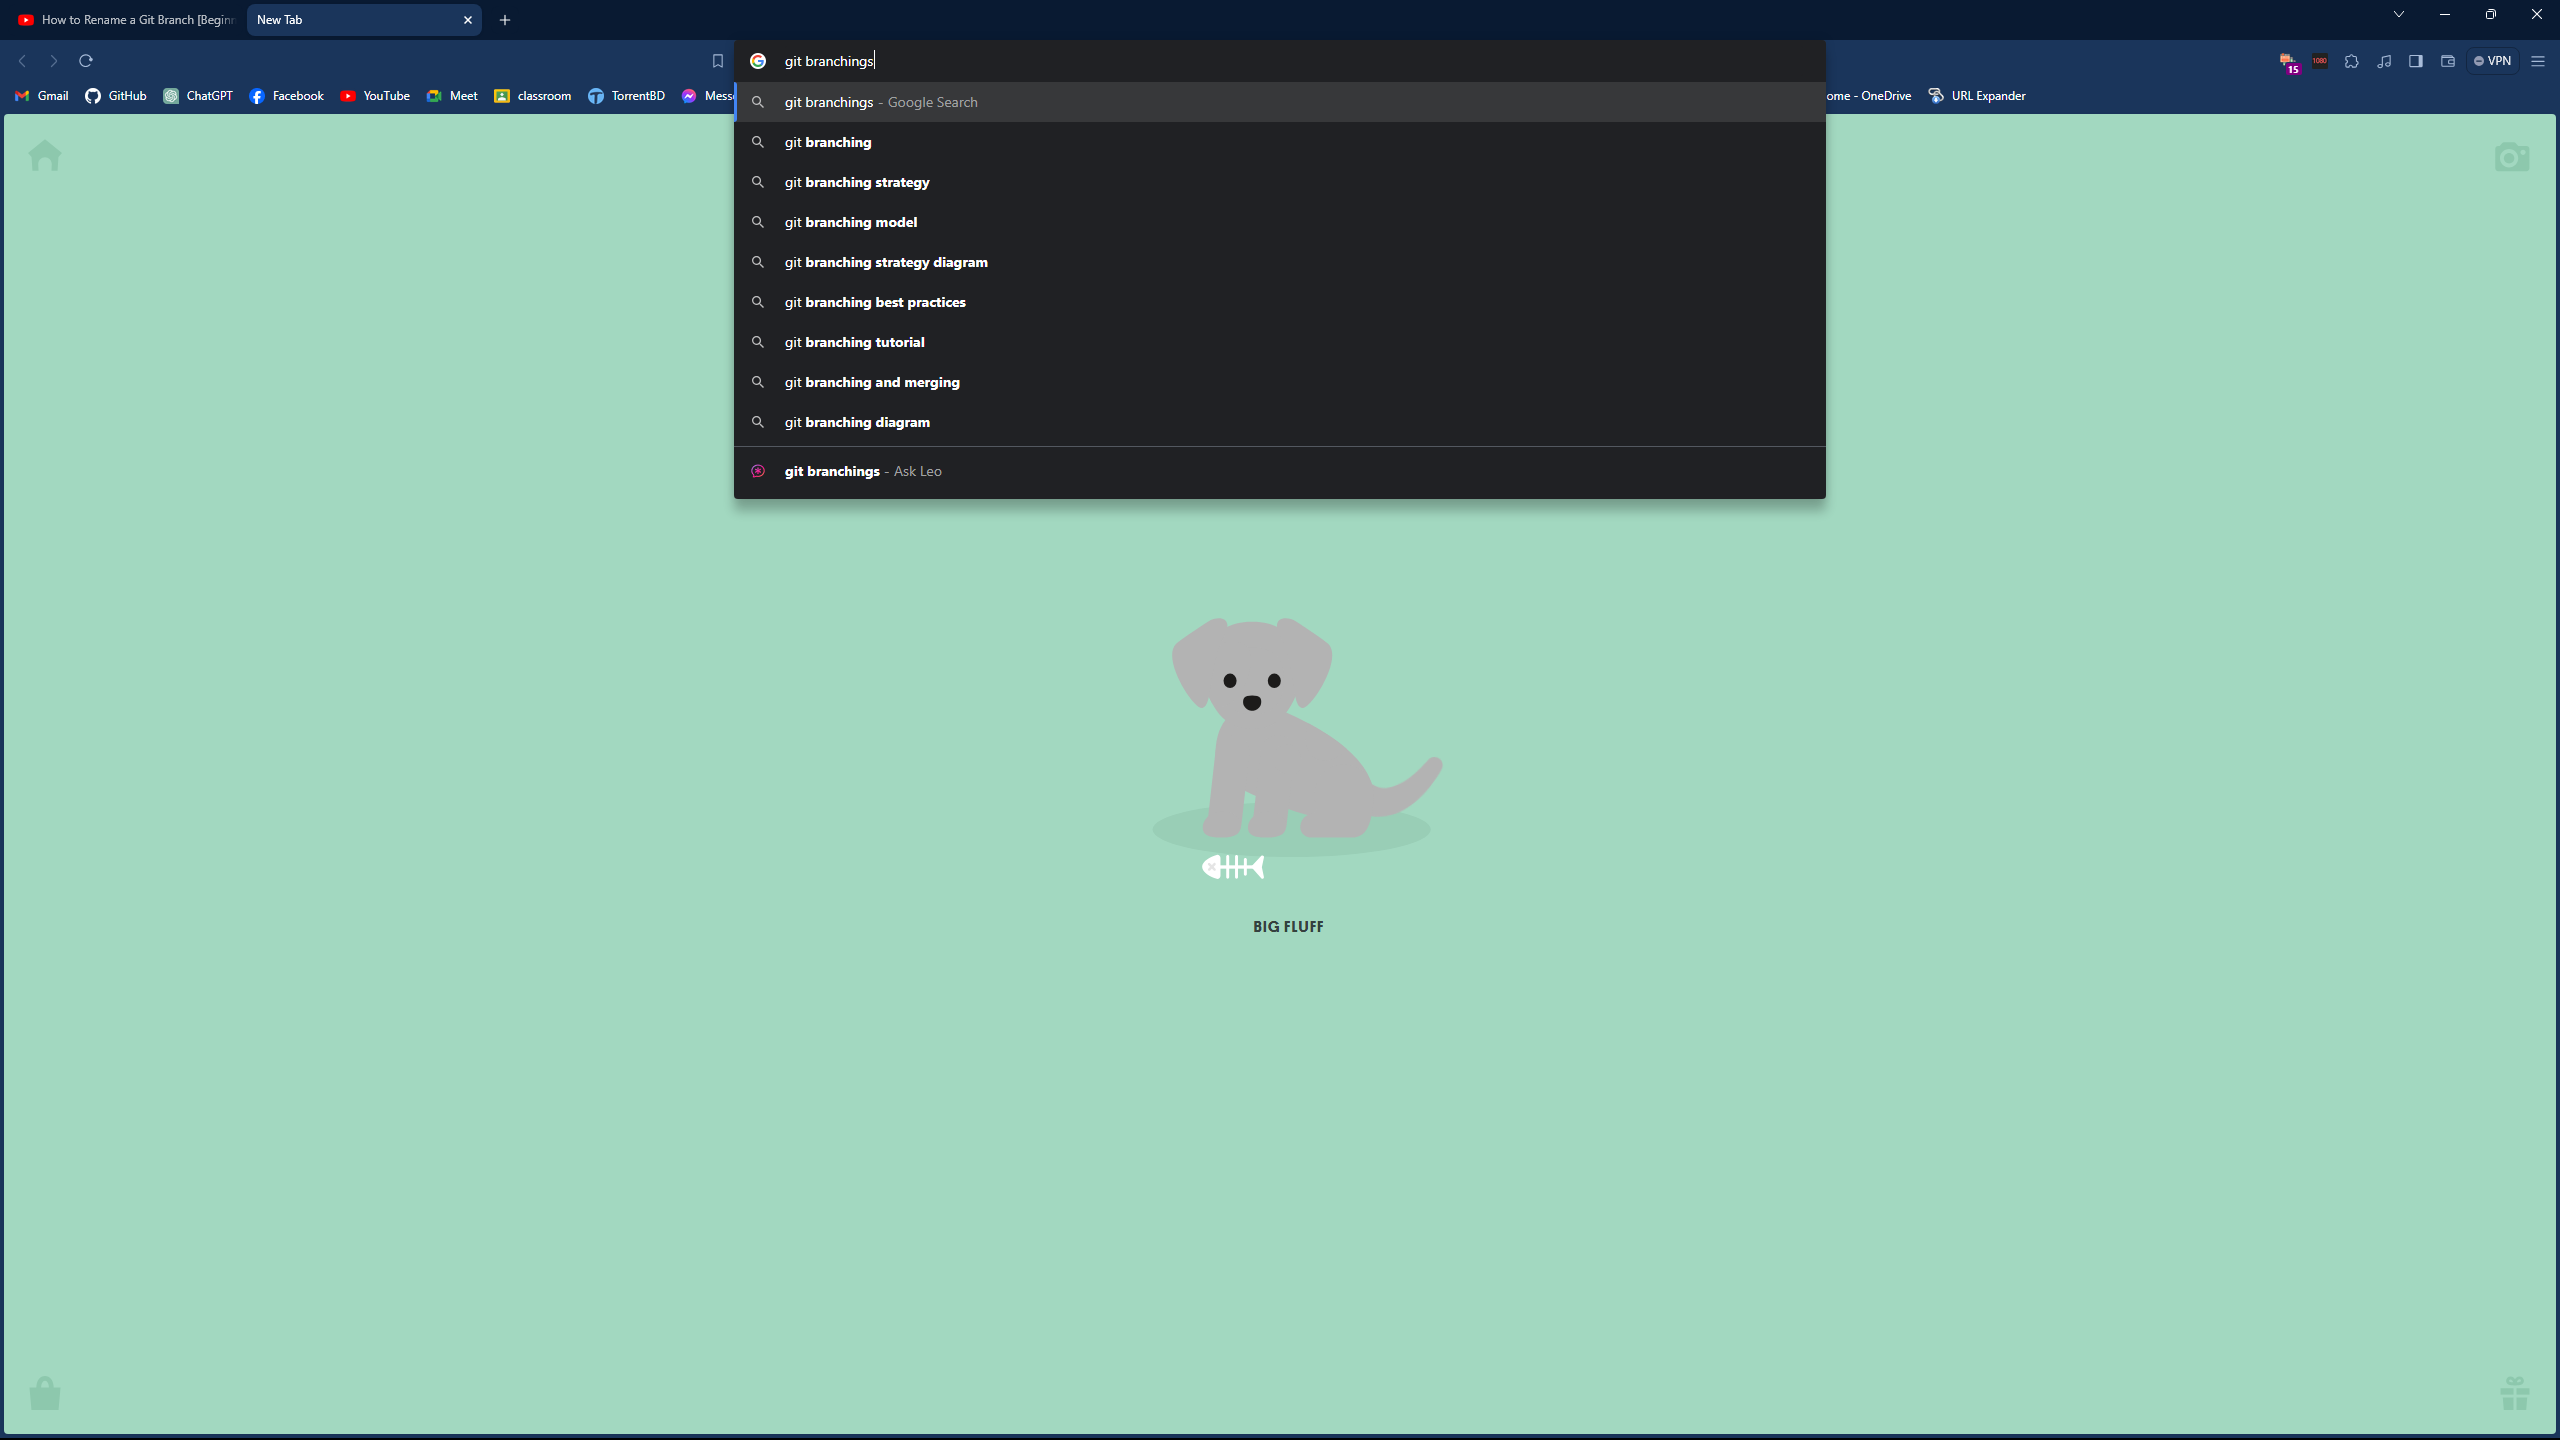 How to Rename a Git Branch [Begin
New Tab
git branchings
1080
15
VPN
Gmail
GitHub
ChatGPT
Facebook
YouTube
Meet
classroom
TorrentBD
Mess
ome - OneDrive
URL Expander
git branchings - Google Search
git branching
git branching strategy
git branching model
git branching strategy diagram
git branching best practices
git branching tutorial
git branching and merging
git branching diagram
git branchings - Ask Leo
BIG FLUFF